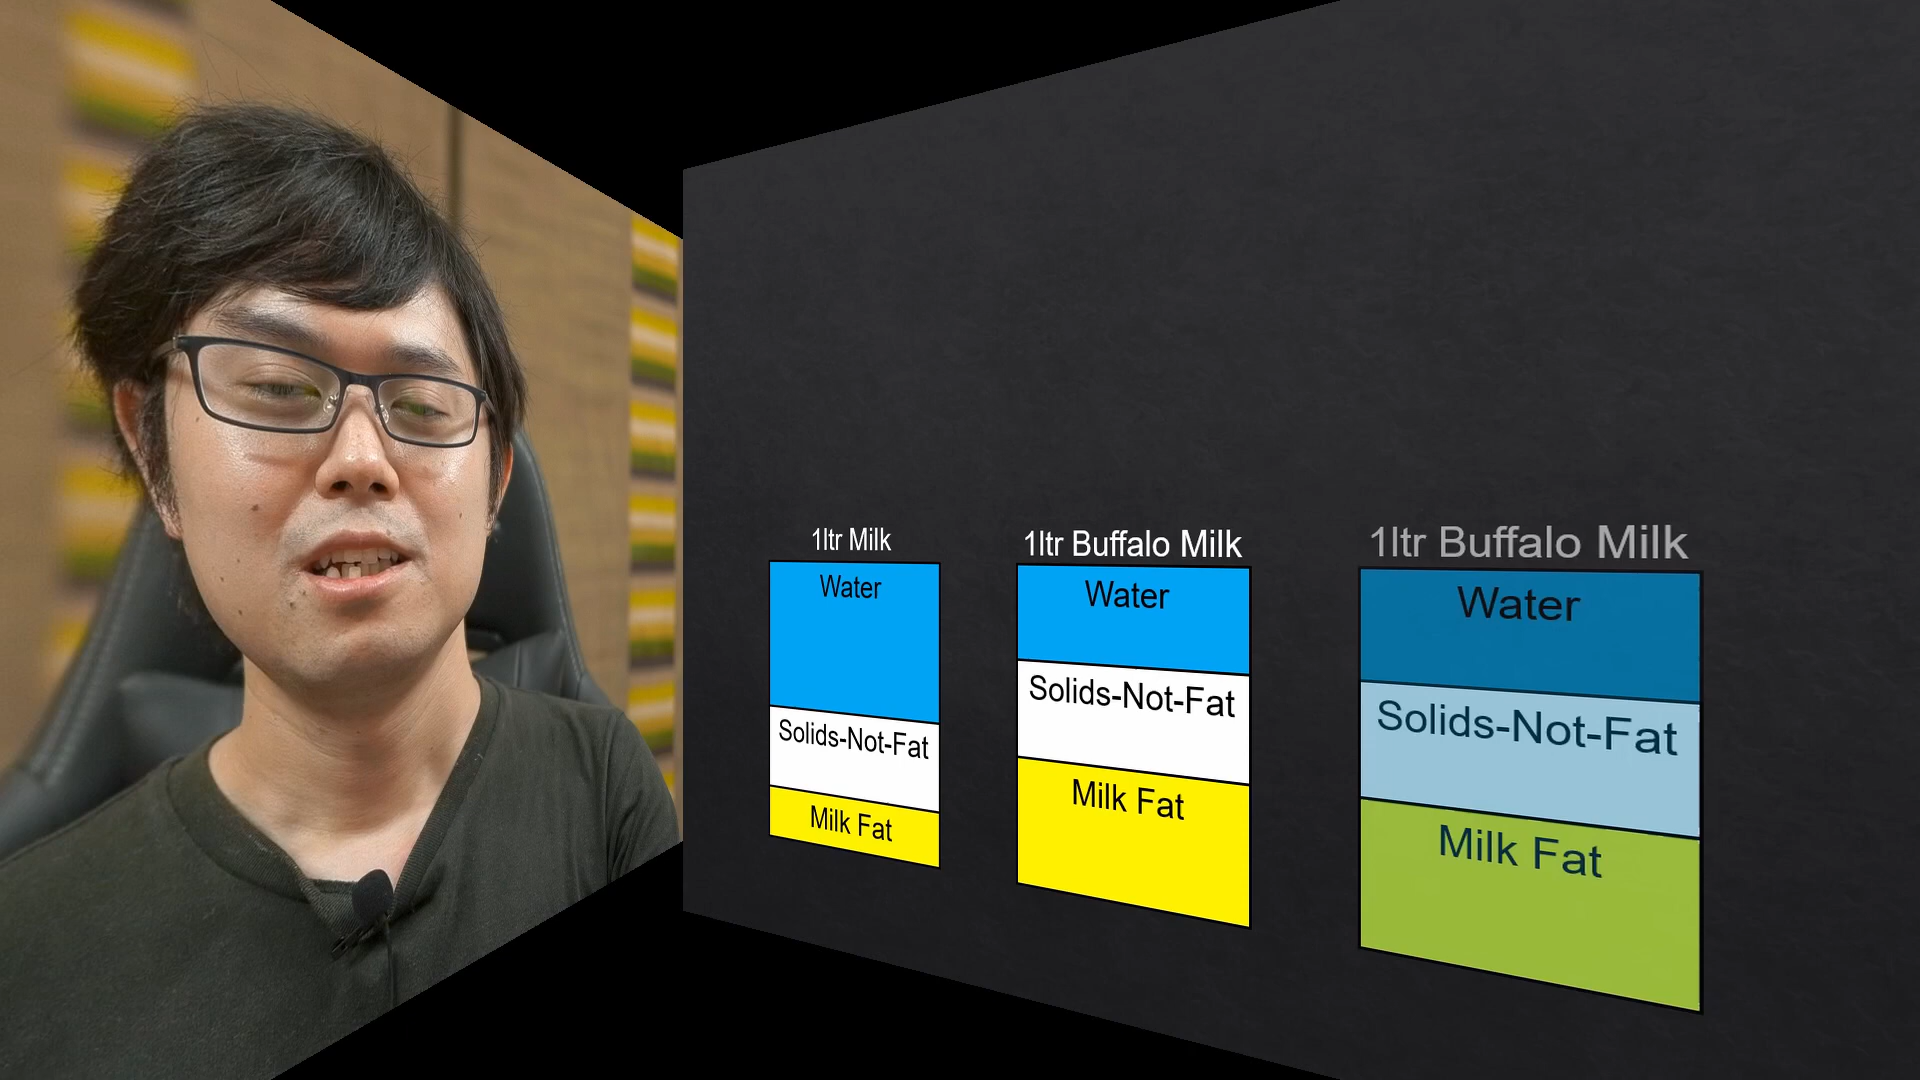 1ltr Milk
Water
Solids-Not-Fat
Milk Fat
1ltr Buffalo Milk
Water
Solids-Not-Fat
Milk Fat
1ltr Buffalo Milk
Water
Solids-Not-Fat
Milk Fat